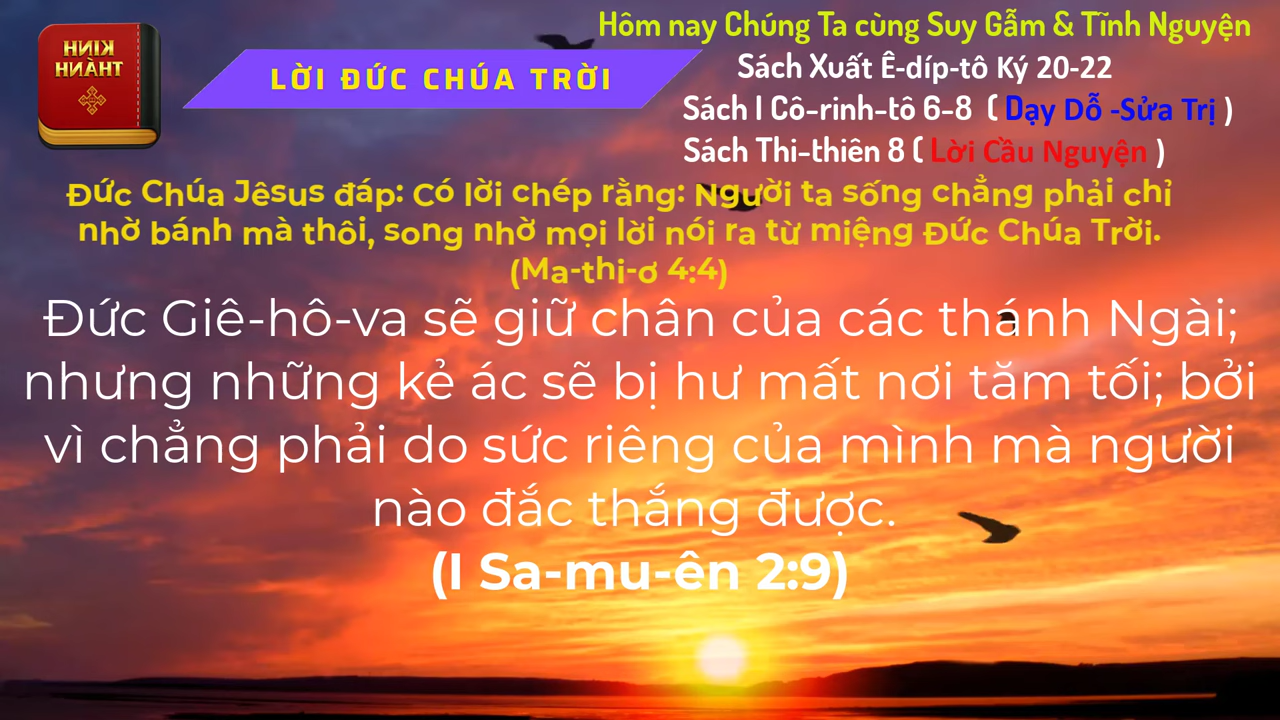 KINH
THÀNH
LỜI ĐỨC CHÚA TRỜI
Hôm nay Chúng Ta cùng Suy Gẫm & Tĩnh Nguyện
Sách Xuất Ê-díp-tô Ký 20-22
Sách I Cô-rinh-tô 6-8 ( Dạy Dỗ -Sửa Trị )
Sách Thi-thiên 8 ( Lời Cầu Nguyện )
Đức Chúa Jêsus đáp: Có lời chép rằng: Người ta sống chẳng phải chỉ
nhờ bánh mà thôi, song nhờ mọi lời nói ra từ miệng Đức Chúa Trời.
(Ma-thi-ơ 4:4)
Đức Giê-hô-va sẽ giữ chân của các thánh Ngài;
nhưng những kẻ ác sẽ bị hư mất nơi tăm tối; bởi
vì chẳng phải do sức riêng của mình mà người
nào đắc thắng được.
(I Sa-mu-ên 2:9)